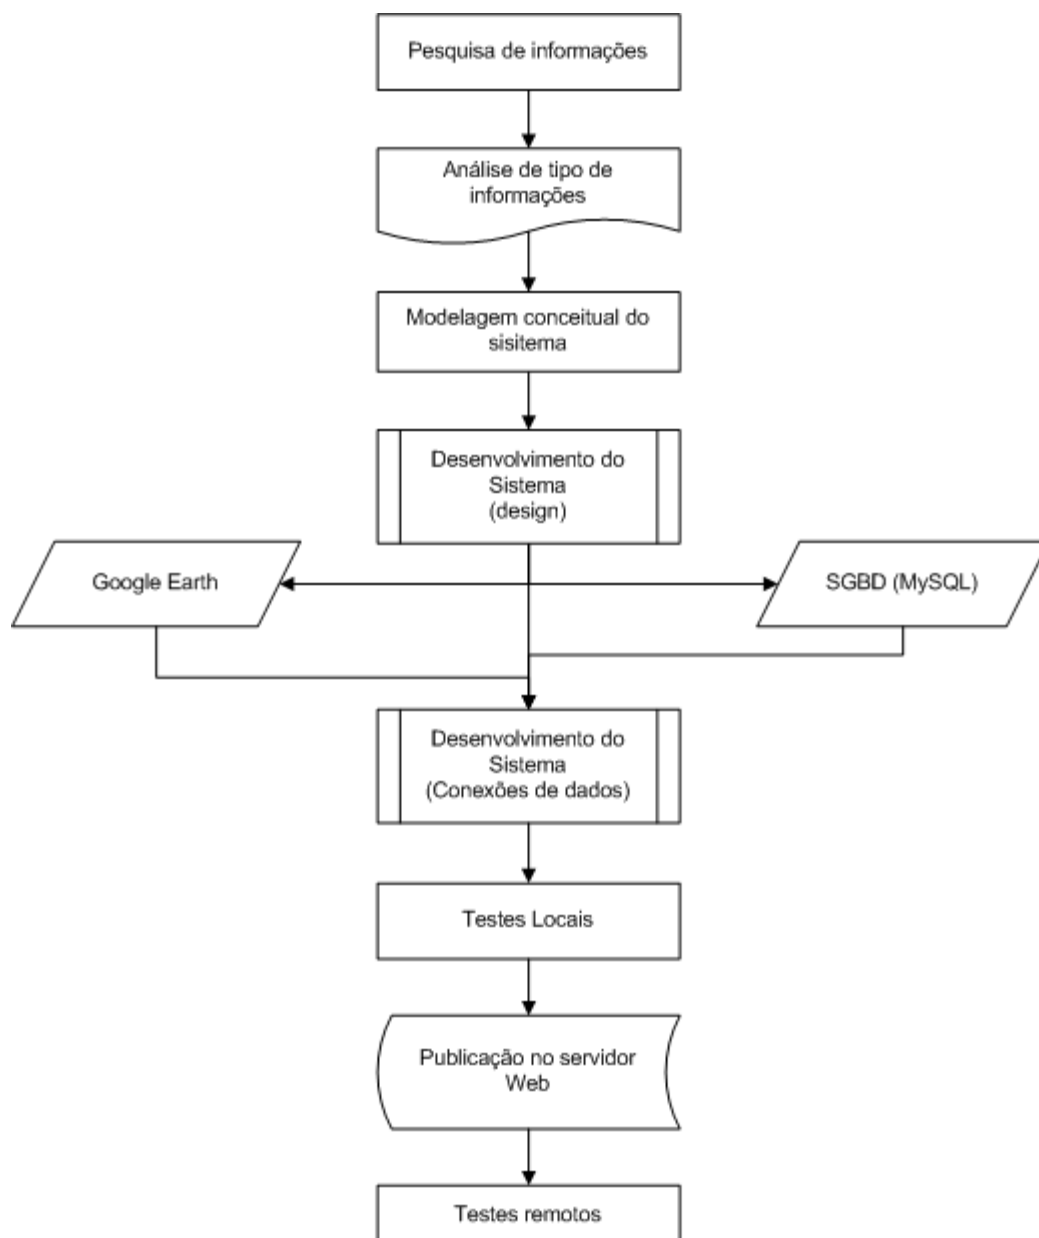 Pesquisa de informações
Análise de tipo de
informações
Modelagem conceitual do
sisitema
Desenvolvimento do
Sistema
(design)
Google Earth
SGBD (MySQL)
Desenvolvimento do
Sistema
(Conexões de dados)
Testes Locais
Publicação no servidor
Web
Testes remotos